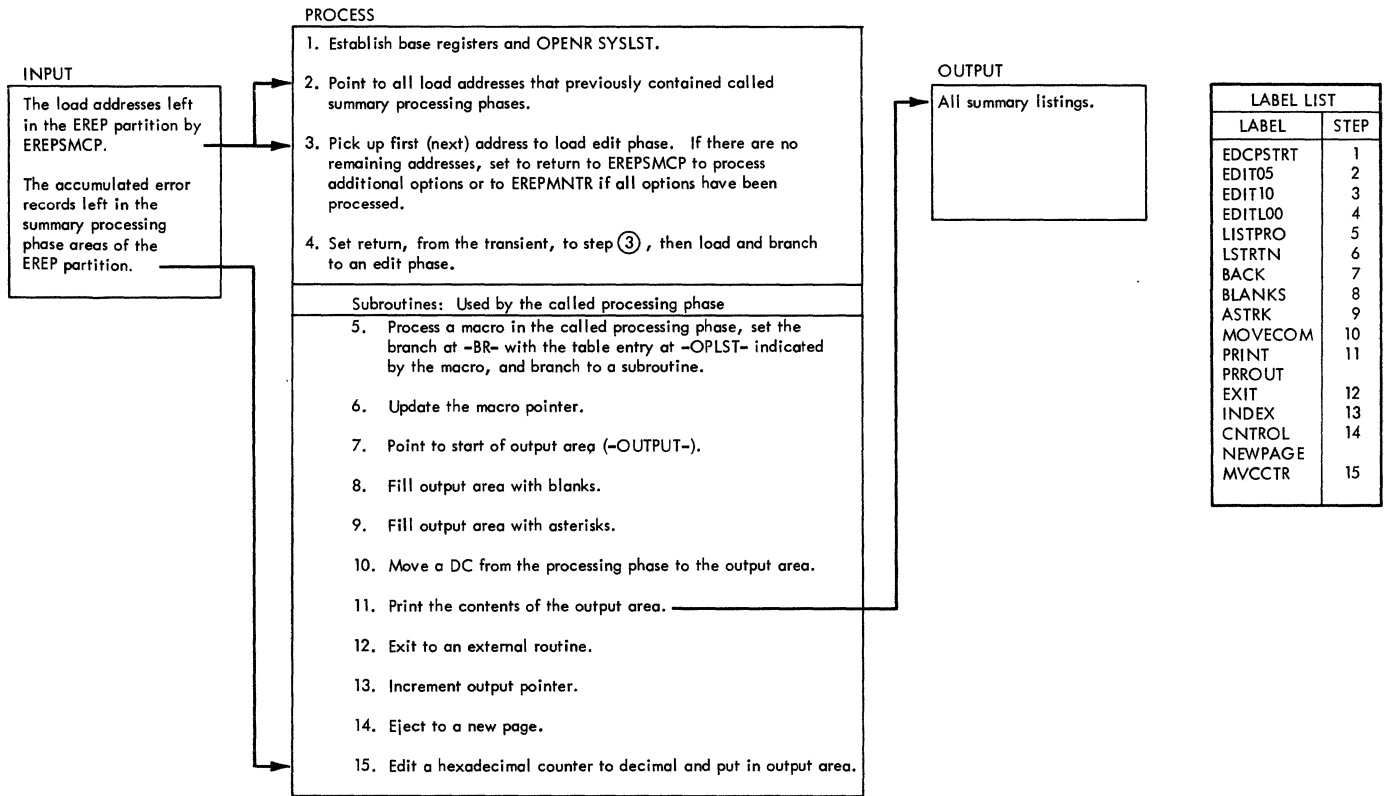 PROCESS
1. Establish base registers and OPENR SYSLST.
2. Point to all load addresses that previously contained called
summary processing phases.
3. Pick up first (next) address to load edit phase. If there are no
remaining addresses, set to return to EREPSMCP to process
additional options or to EREPMNTR if all options have been
processed.
4. Set return, from the transient, to step 3, then load and branch
to an edit phase.
Subroutines: Used by the called processing phase
5. Process a macro in the called processing phase, set the
branch at -BR- with the table entry at -OPLST- indicated
by the macro, and branch to a subroutine.
6. Update the macro pointer.
7. Point to start of output area (-OUTPUT-).
8. Fill output area with blanks.
9. Fill output area with asterisks.
10. Move a DC from the processing phase to the output area.
11. Print the contents of the output area.
12. Exit to an external routine.
13. Increment output pointer.
14. Eject to a new page.
15. Edit a hexadecimal counter to decimal and put in output area.
INPUT
The load addresses left
in the EREP partition by
EREPSMCP.
The accumulated error
records left in the
summary processing
phase areas of the
EREP partition.
OUTPUT
All summary listings.
LABEL LIST
LABEL STEP
EDCPSTRT 1
EDIT05 2
EDIT10 3
EDITL00 4
LISTPRO 5
LSTRTN 6
BACK 7
BLANKS 8
ASTRK 9
MOVECOM 10
PRINT 11
PRROUT
EXIT 12
INDEX 13
CNTROL 14
NEWPAGE
MVCCTR 15